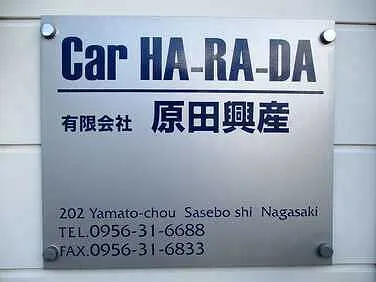 Car HA-RA-DA
有限会社 原田興産
202 Yamato-chou Sasebo shi Nagasaki
TEL.0956-31-6688
FAX.0956-31-6833